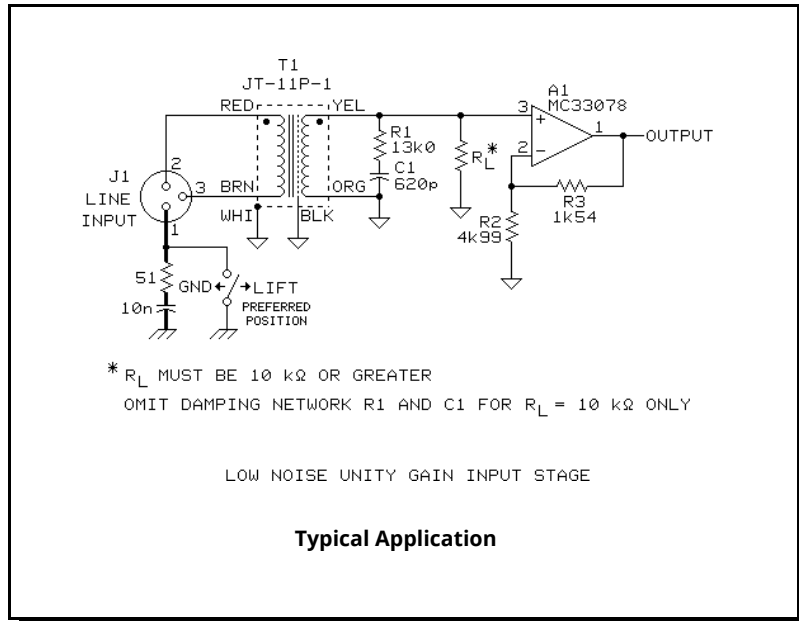 T1
JT-11P-1
RED
YEL
A1
MC33078
3
+
1
OUTPUT
R1
13k0
RL*
2
−
J1
LINE
INPUT
2
3
BRN
ORG
C1
620p
WHI
BLK
R3
1k54
R2
4k99
1
51
GND
LIFT
10n
PREFERRED
POSITION
* RL MUST BE 10 kΩ OR GREATER
OMIT DAMPING NETWORK R1 AND C1 FOR RL = 10 kΩ ONLY
LOW NOISE UNITY GAIN INPUT STAGE
Typical Application